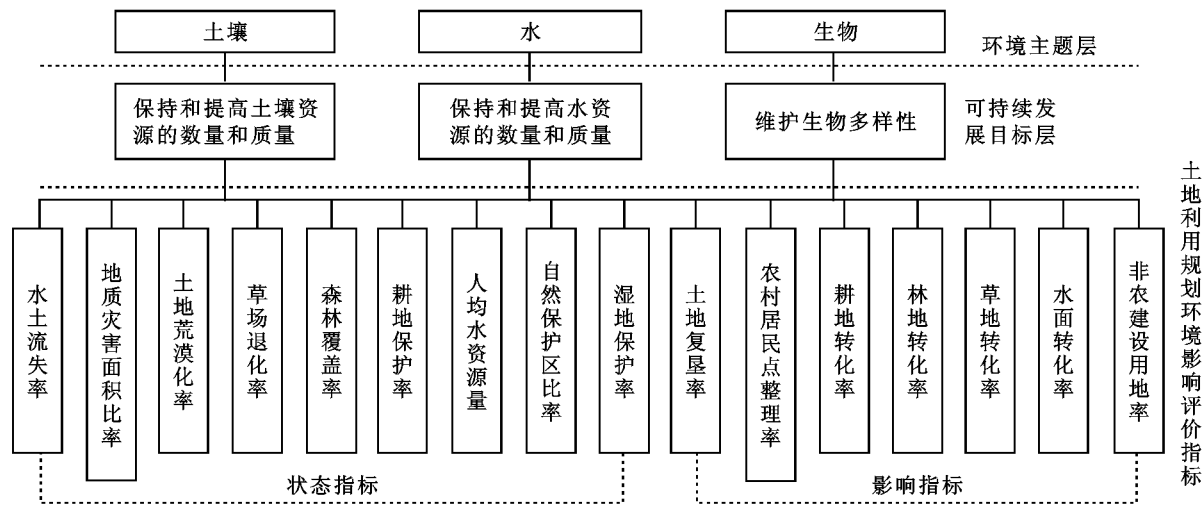 土壤
水
生物
环境主题层
保持和提高土壤资
源的数量和质量
保持和提高水资
源的数量和质量
维护生物多样性
可持续发
展目标层
水土流失率
地质灾害面积比率
土地荒漠化率
草场退化率
森林覆盖率
耕地保护率
人均水资源量
自然保护区比率
湿地保护率
土地复垦率
农村居民点整理率
耕地转化率
林地转化率
草地转化率
水面转化率
非农建设用地率
土地利用规划环境影响评价指标
状态指标
影响指标